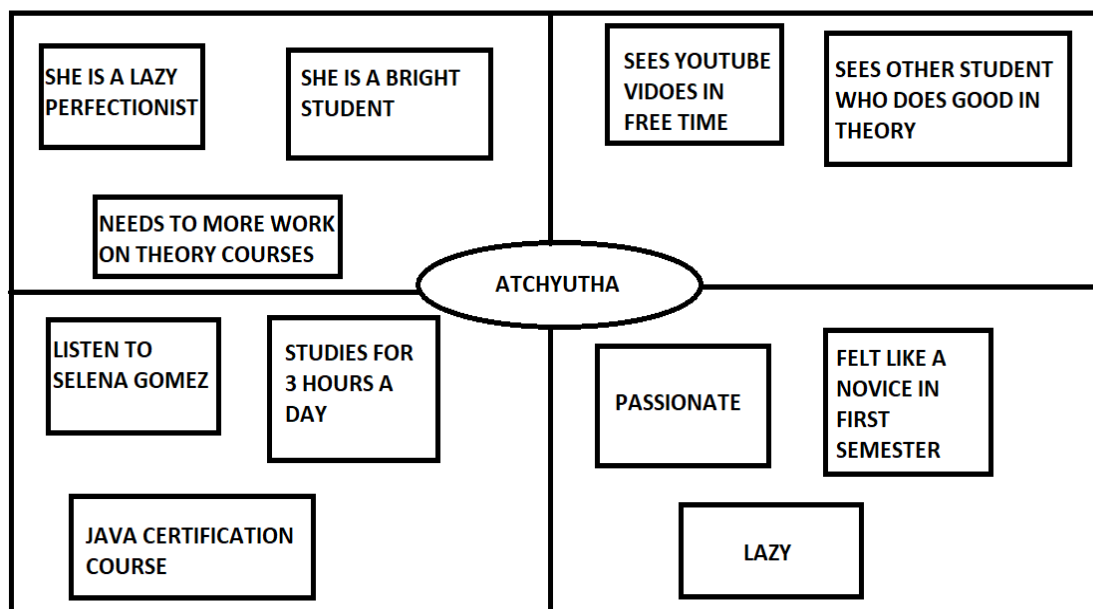 SHE IS A LAZY
PERFECTIONIST
SHE IS A BRIGHT
STUDENT
NEEDS TO MORE WORK
ON THEORY COURSES
SEES YOUTUBE
VIDOES IN
FREE TIME
SEES OTHER STUDENT
WHO DOES GOOD IN
THEORY
ATCHYUTHA
LISTEN TO
SELENA GOMEZ
STUDIES FOR
3 HOURS A
DAY
JAVA CERTIFICATION
COURSE
PASSIONATE
FELT LIKE A
NOVICE IN
FIRST
SEMESTER
LAZY